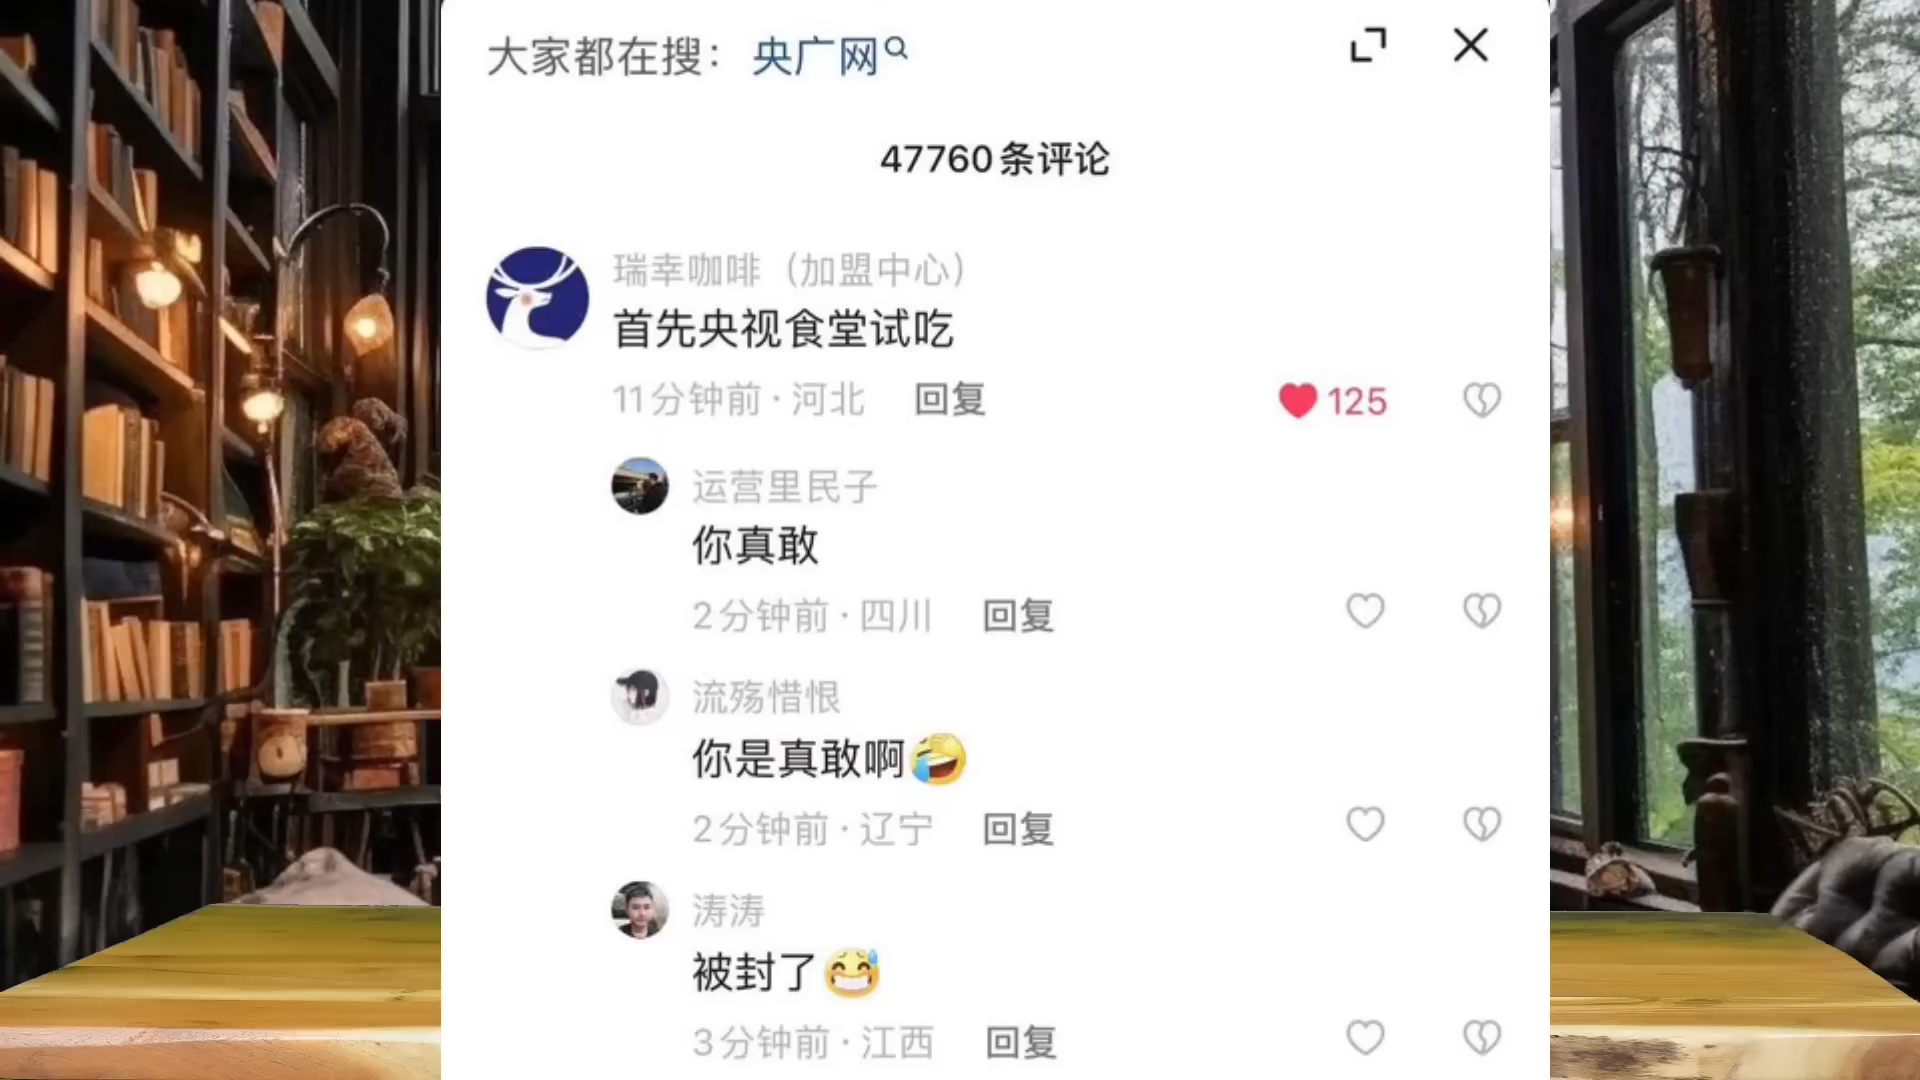 大家都在搜：央广网
47760条评论
瑞幸咖啡（加盟中心）
首先央视食堂试吃
11分钟前·河北 回复
125
运营里民子
你真敢
2分钟前·四川 回复
流殇惜恨
你是真敢啊🤣
2分钟前·辽宁 回复
涛涛
被封了😅
3分钟前·江西 回复